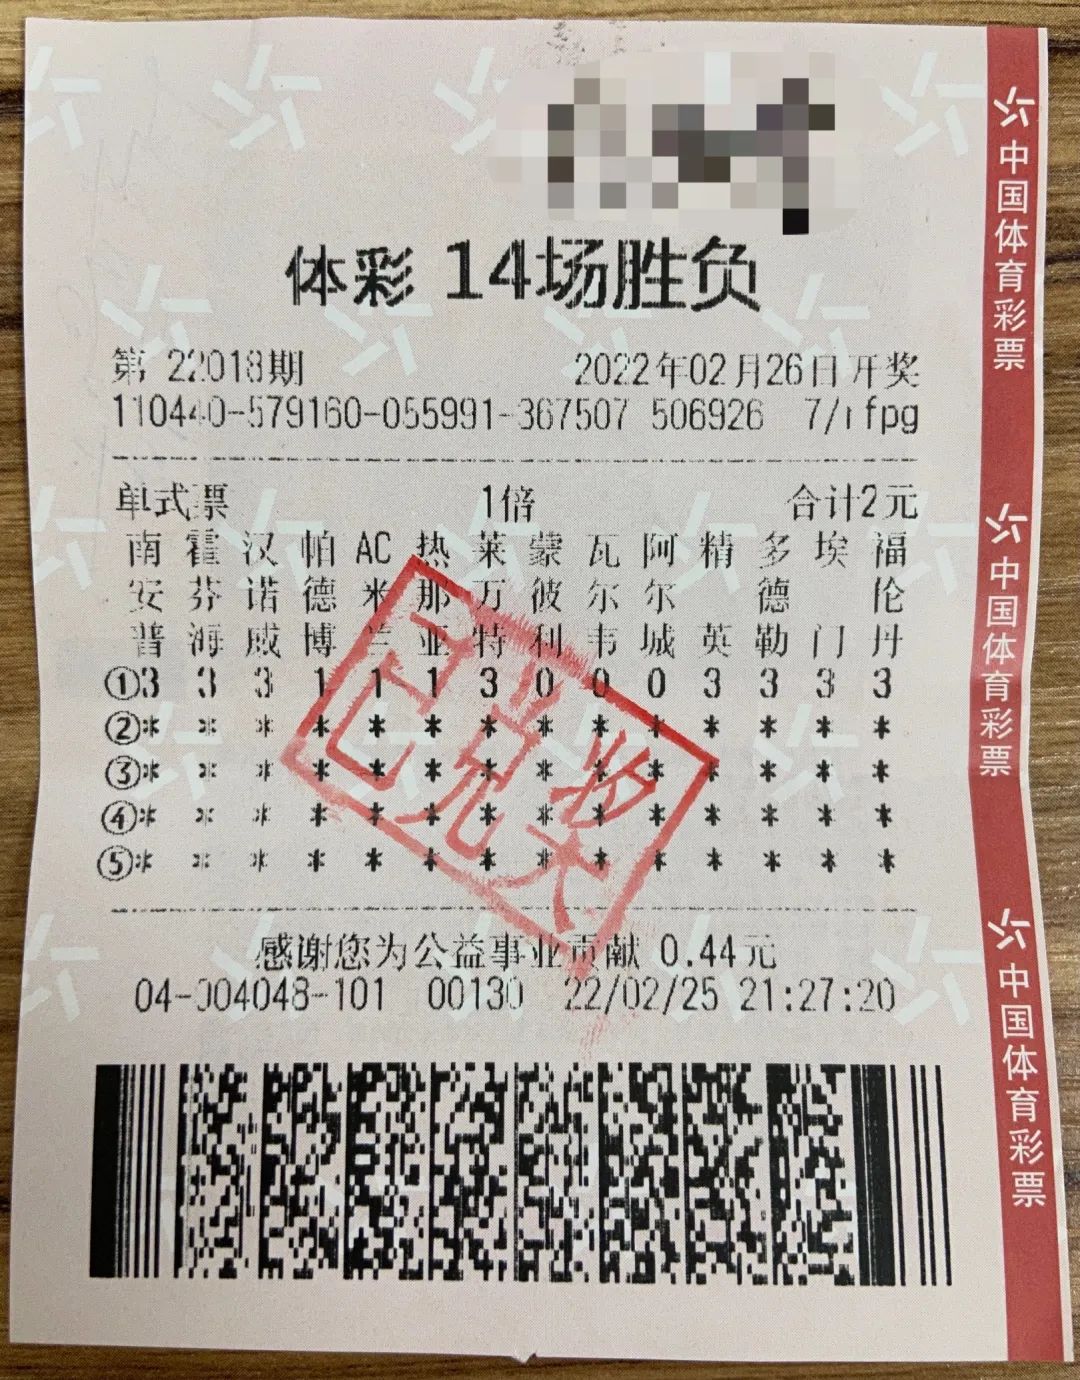 体彩 14场胜负
第 22018期 2022年02月26日开奖
110440-579160-055991-367507 506926 7/rfpg
单式票 1倍 合计2元
南 霍 汉 帕 AC 热 莱 蒙 瓦 阿 精 多 埃 福
安 芬 诺 德 米 那 万 彼 尔 尔 德 伦
普 海 威 博 兰 亚 特 利 韦 城 英 勒 门 丹
①3 3 3 1 1 1 3 0 0 0 3 3 3 3
②* * * * * * * * * * * * * *
③* * * * * * * * * * * * * *
④* * * * * * * * * * * * * *
⑤* * * * * * * * * * * * * *
已兑奖
感谢您为公益事业贡献 0.44元
04-004048-101 00130 22/02/25 21:27:20
中国体育彩票
中国体育彩票
中国体育彩票